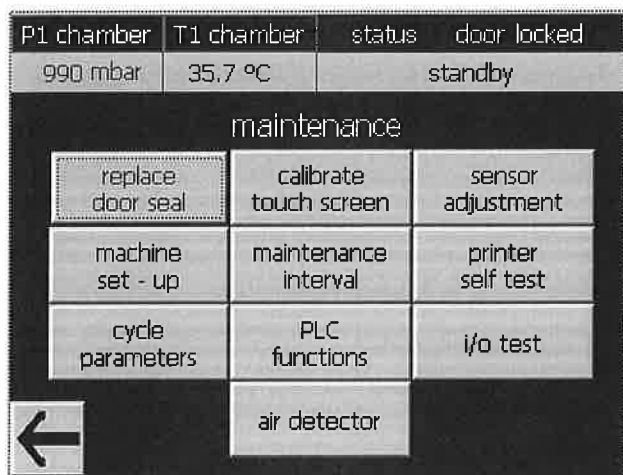 P1 chamber T1 chamber status door locked
990 mbar 35.7 ºC standby
maintenance
replace
door seal
calibrate
touch screen
sensor
adjustment
machine
set - up
maintenance
interval
printer
self test
cycle
parameters
PLC
functions
i/o test
air detector